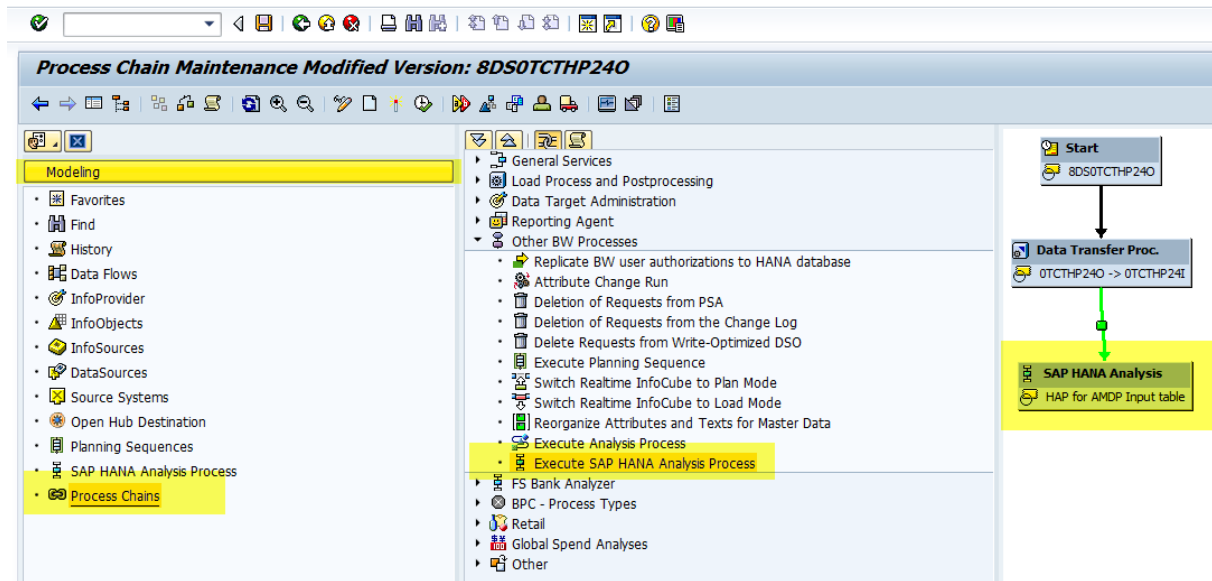 Process Chain Maintenance Modified Version: 8DS0TCTHP24O
Modeling
Favorites
Find
History
Data Flows
InfoProvider
InfoObjects
InfoSources
DataSources
Source Systems
Open Hub Destination
Planning Sequences
SAP HANA Analysis Process
Process Chains
General Services
Load Process and Postprocessing
Data Target Administration
Reporting Agent
Other BW Processes
Replicate BW user authorizations to HANA database
Attribute Change Run
Deletion of Requests from PSA
Deletion of Requests from the Change Log
Delete Requests from Write-Optimized DSO
Execute Planning Sequence
Switch Realtime InfoCube to Plan Mode
Switch Realtime InfoCube to Load Mode
Reorganize Attributes and Texts for Master Data
Execute Analysis Process
Execute SAP HANA Analysis Process
FS Bank Analyzer
BPC - Process Types
Retail
Global Spend Analyses
Other
Start
8DS0TCTHP24O
Data Transfer Proc.
0TCTHP24O -> 0TCTHP24I
SAP HANA Analysis
HAP for AMDP Input table